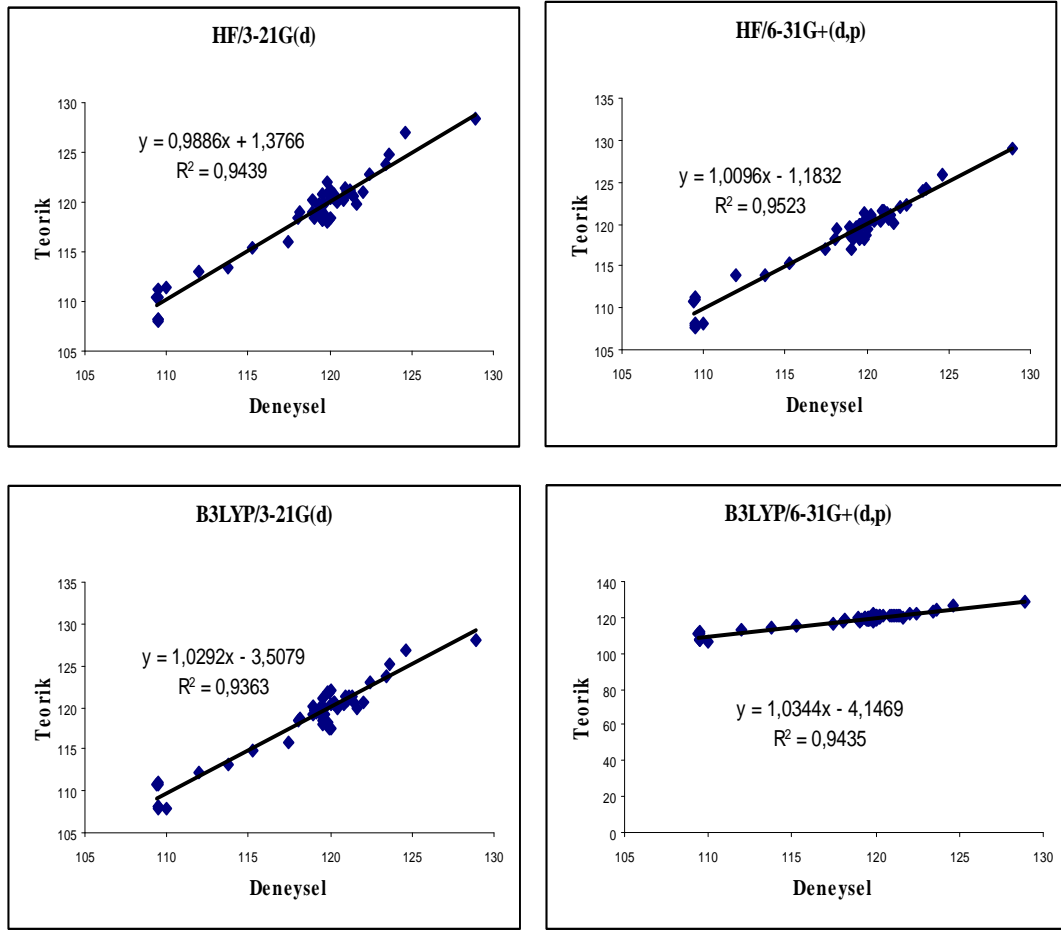 HF/3-21G(d)
y = 0,9886x + 1,3766
R² = 0,9439
130
125
120
115
110
105
105 110 115 120 125 130
Teorik
Deneysel
HF/6-31G+(d,p)
y = 1,0096x - 1,1832
R² = 0,9523
135
130
125
120
115
110
105
105 110 115 120 125 130
Teorik
Deneysel
B3LYP/3-21G(d)
y = 1,0292x - 3,5079
R² = 0,9363
135
130
125
120
115
110
105
105 110 115 120 125 130
Teorik
Deneysel
B3LYP/6-31G+(d,p)
140
120
100
80
60
40
20
0
y = 1,0344x - 4,1469
R² = 0,9435
105 110 115 120 125 130
Teorik
Deneysel